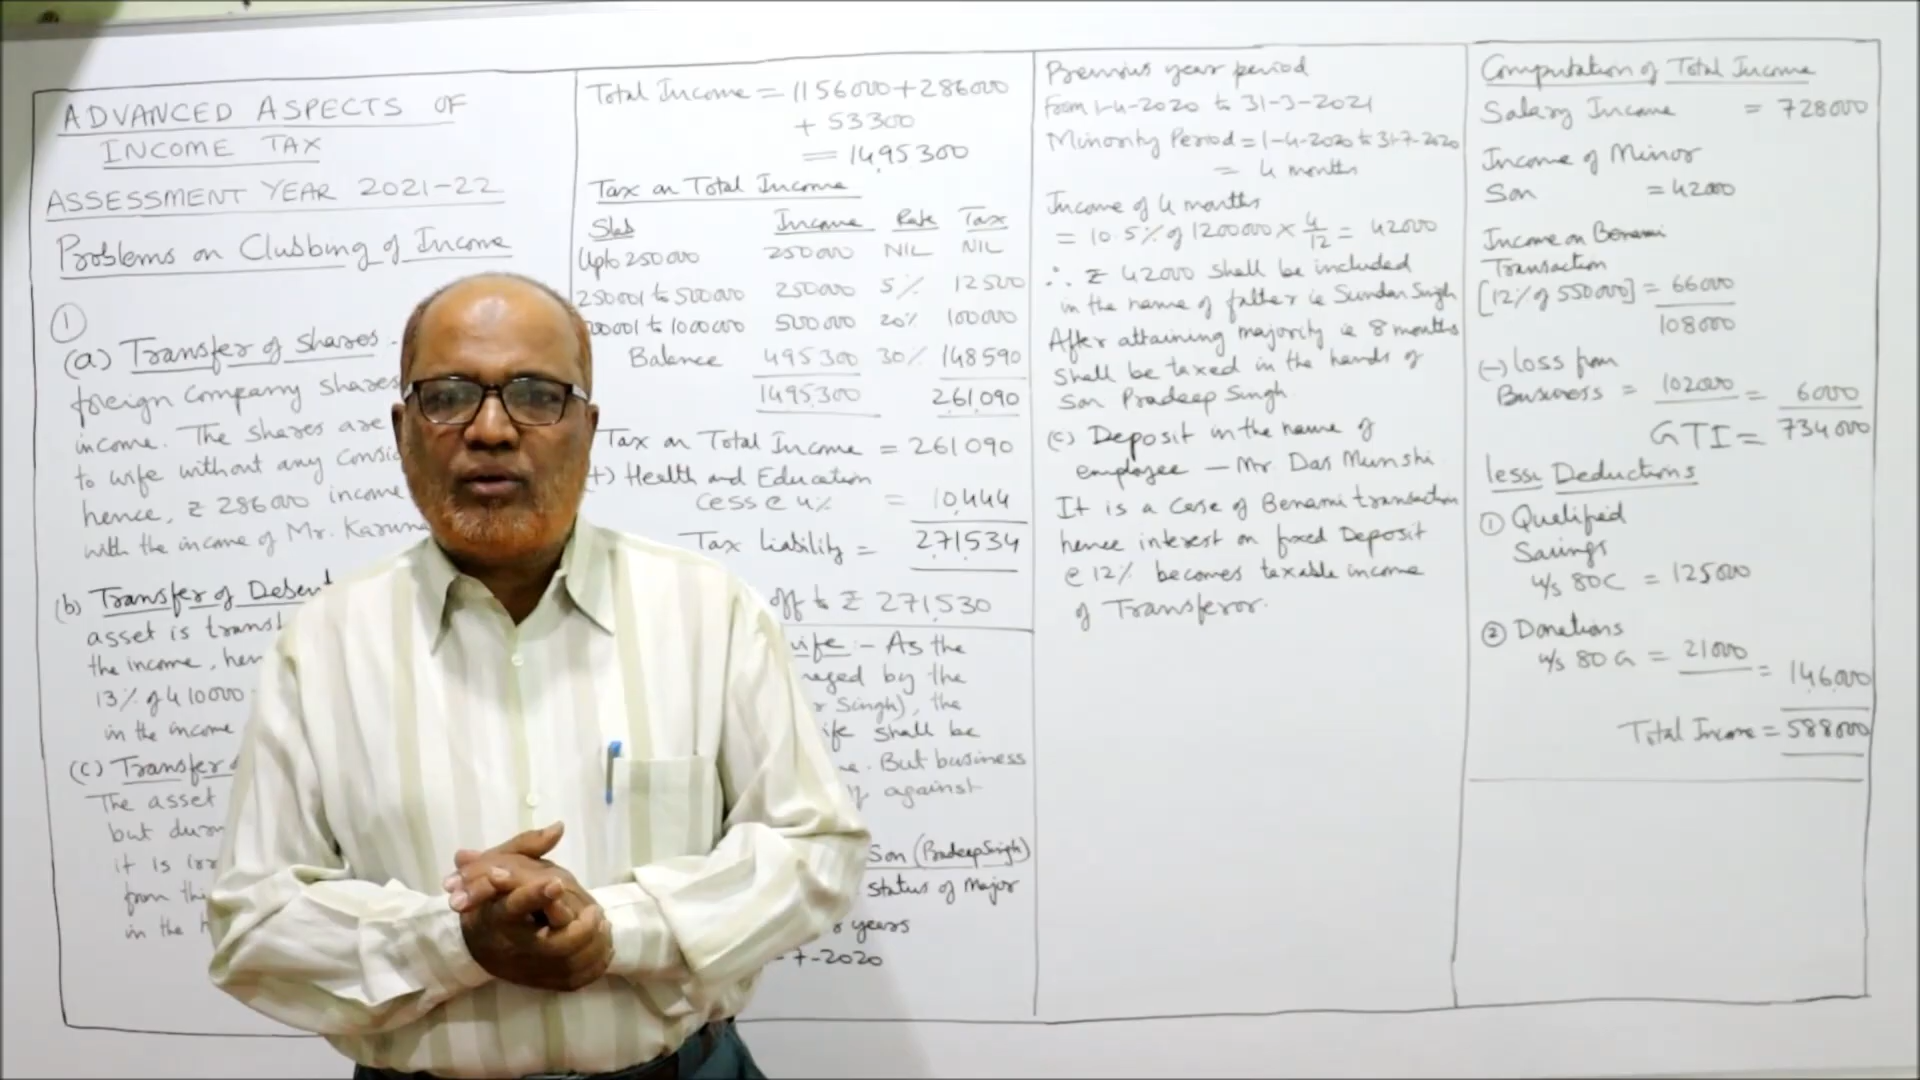 ADVANCED ASPECTS OF
INCOME TAX
ASSESSMENT YEAR 2021-22
Problems on Clubbing of Income
①
(a) Transfer of shares
foreign company shares
income. The shares are
to wife without any
hence, ₹ 286000 income
with the income of Mr.
(b) Transfer of
asset is
the income,
13% of 410000
in the income
(c) Transfer
The asset
but
it is
from
in the
Total Income = 1156000+286000
+ 53300
= 1495300
Tax on Total Income
Slab Income Rate Tax
Upto 250000 250000 NIL NIL
250001 to 500000 250000 5% 12500
00001 to 1000000 500000 20% 100000
Balance 495300 30% 148590
1495300 261090
Tax on Total Income = 261090
(+) Health and Education
cess @ 4% = 10,444
Tax liability = 271534
off to ₹ 271530
wife :- As the
by the
Singh), the
shall be
But business
against
Son (Pradeep Singh)
status of Major
years
-7-2020
Previous year period
from 1-4-2020 to 31-3-2021
Minority Period = 1-4-2020 to 31-7-2020
= 4 months
Income of 4 months
= 10.5% of 1200000 × 4/12 = 42000
∴ ₹ 42000 shall be included
in the name of father ie Sundar Singh
After attaining majority ie 8 months
shall be taxed in the hands of
Son Pradeep Singh.
(c) Deposit in the name of
employee — Mr Das Munshi
It is a case of Benami transaction
hence interest on fixed Deposit
@ 12% becomes taxable income
of Transferor.
Computation of Total Income
Salary Income = 728000
Income of Minor
Son = 42000
Income on Benami
Transaction
[12% of 550000] = 66000
108000
(-) loss from
Business = 102000 = 6000
GTI = 734000
less: Deductions
① Qualified
Savings
u/s 80C = 125000
② Donations
u/s 80G = 21000 = 146,000
Total Income = 588000